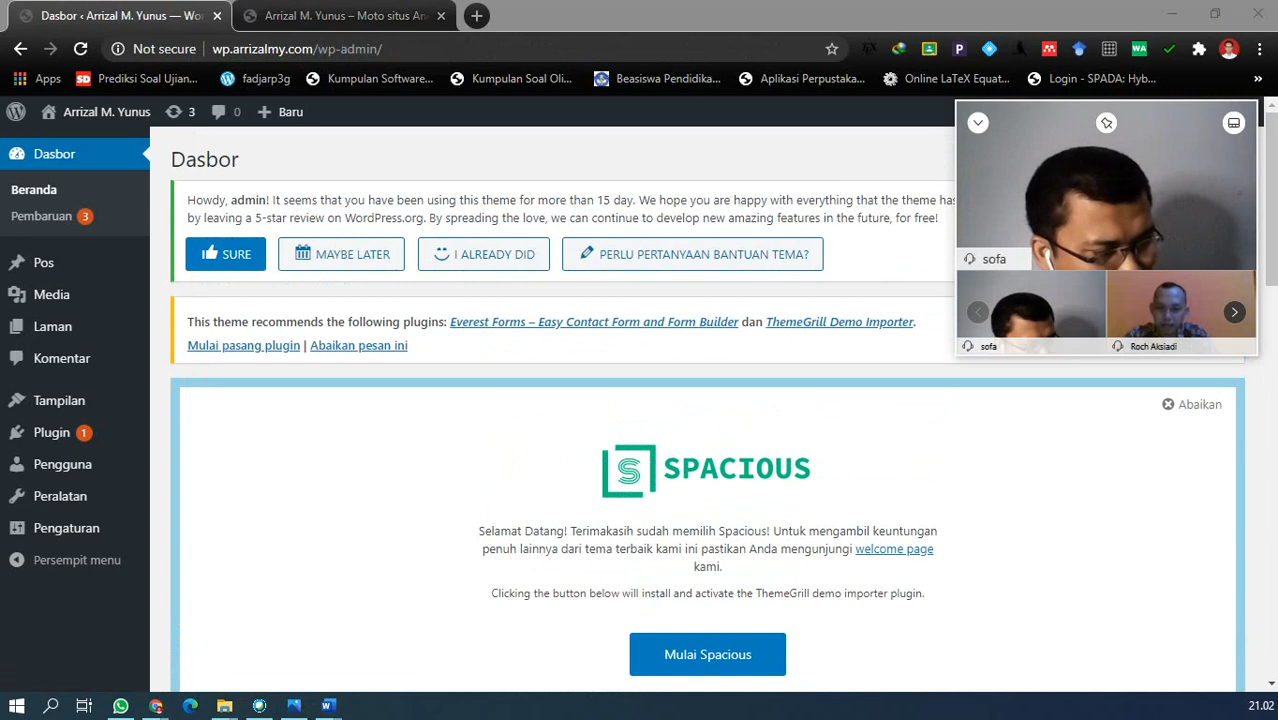 Dasbor ‹ Arrizal M. Yunus — Wo
Arrizal M. Yunus – Moto situs An
Not secure
wp.arrizalmy.com/wp-admin/
Apps
Prediksi Soal Ujian...
fadjarp3g
Kumpulan Software...
Kumpulan Soal Oli...
Beasiswa Pendidika...
Aplikasi Perpustaka...
Online LaTeX Equat...
Login - SPADA: Hyb...
Arrizal M. Yunus
3
0
Baru
Dasbor
Beranda
Pembaruan 3
Pos
Media
Laman
Komentar
Tampilan
Plugin 1
Pengguna
Peralatan
Pengaturan
Persempit menu
Dasbor
Howdy, admin! It seems that you have been using this theme for more than 15 day. We hope you are happy with everything that the theme has
by leaving a 5-star review on WordPress.org. By spreading the love, we can continue to develop new amazing features in the future, for free!
SURE
MAYBE LATER
I ALREADY DID
PERLU PERTANYAAN BANTUAN TEMA?
This theme recommends the following plugins: Everest Forms – Easy Contact Form and Form Builder dan ThemeGrill Demo Importer.
Mulai pasang plugin | Abaikan pesan ini
Abaikan
SPACIOUS
Selamat Datang! Terimakasih sudah memilih Spacious! Untuk mengambil keuntungan
penuh lainnya dari tema terbaik kami ini pastikan Anda mengunjungi welcome page
kami.
Clicking the button below will install and activate the ThemeGrill demo importer plugin.
Mulai Spacious
sofa
sofa
Roch Aksiadi
21.02